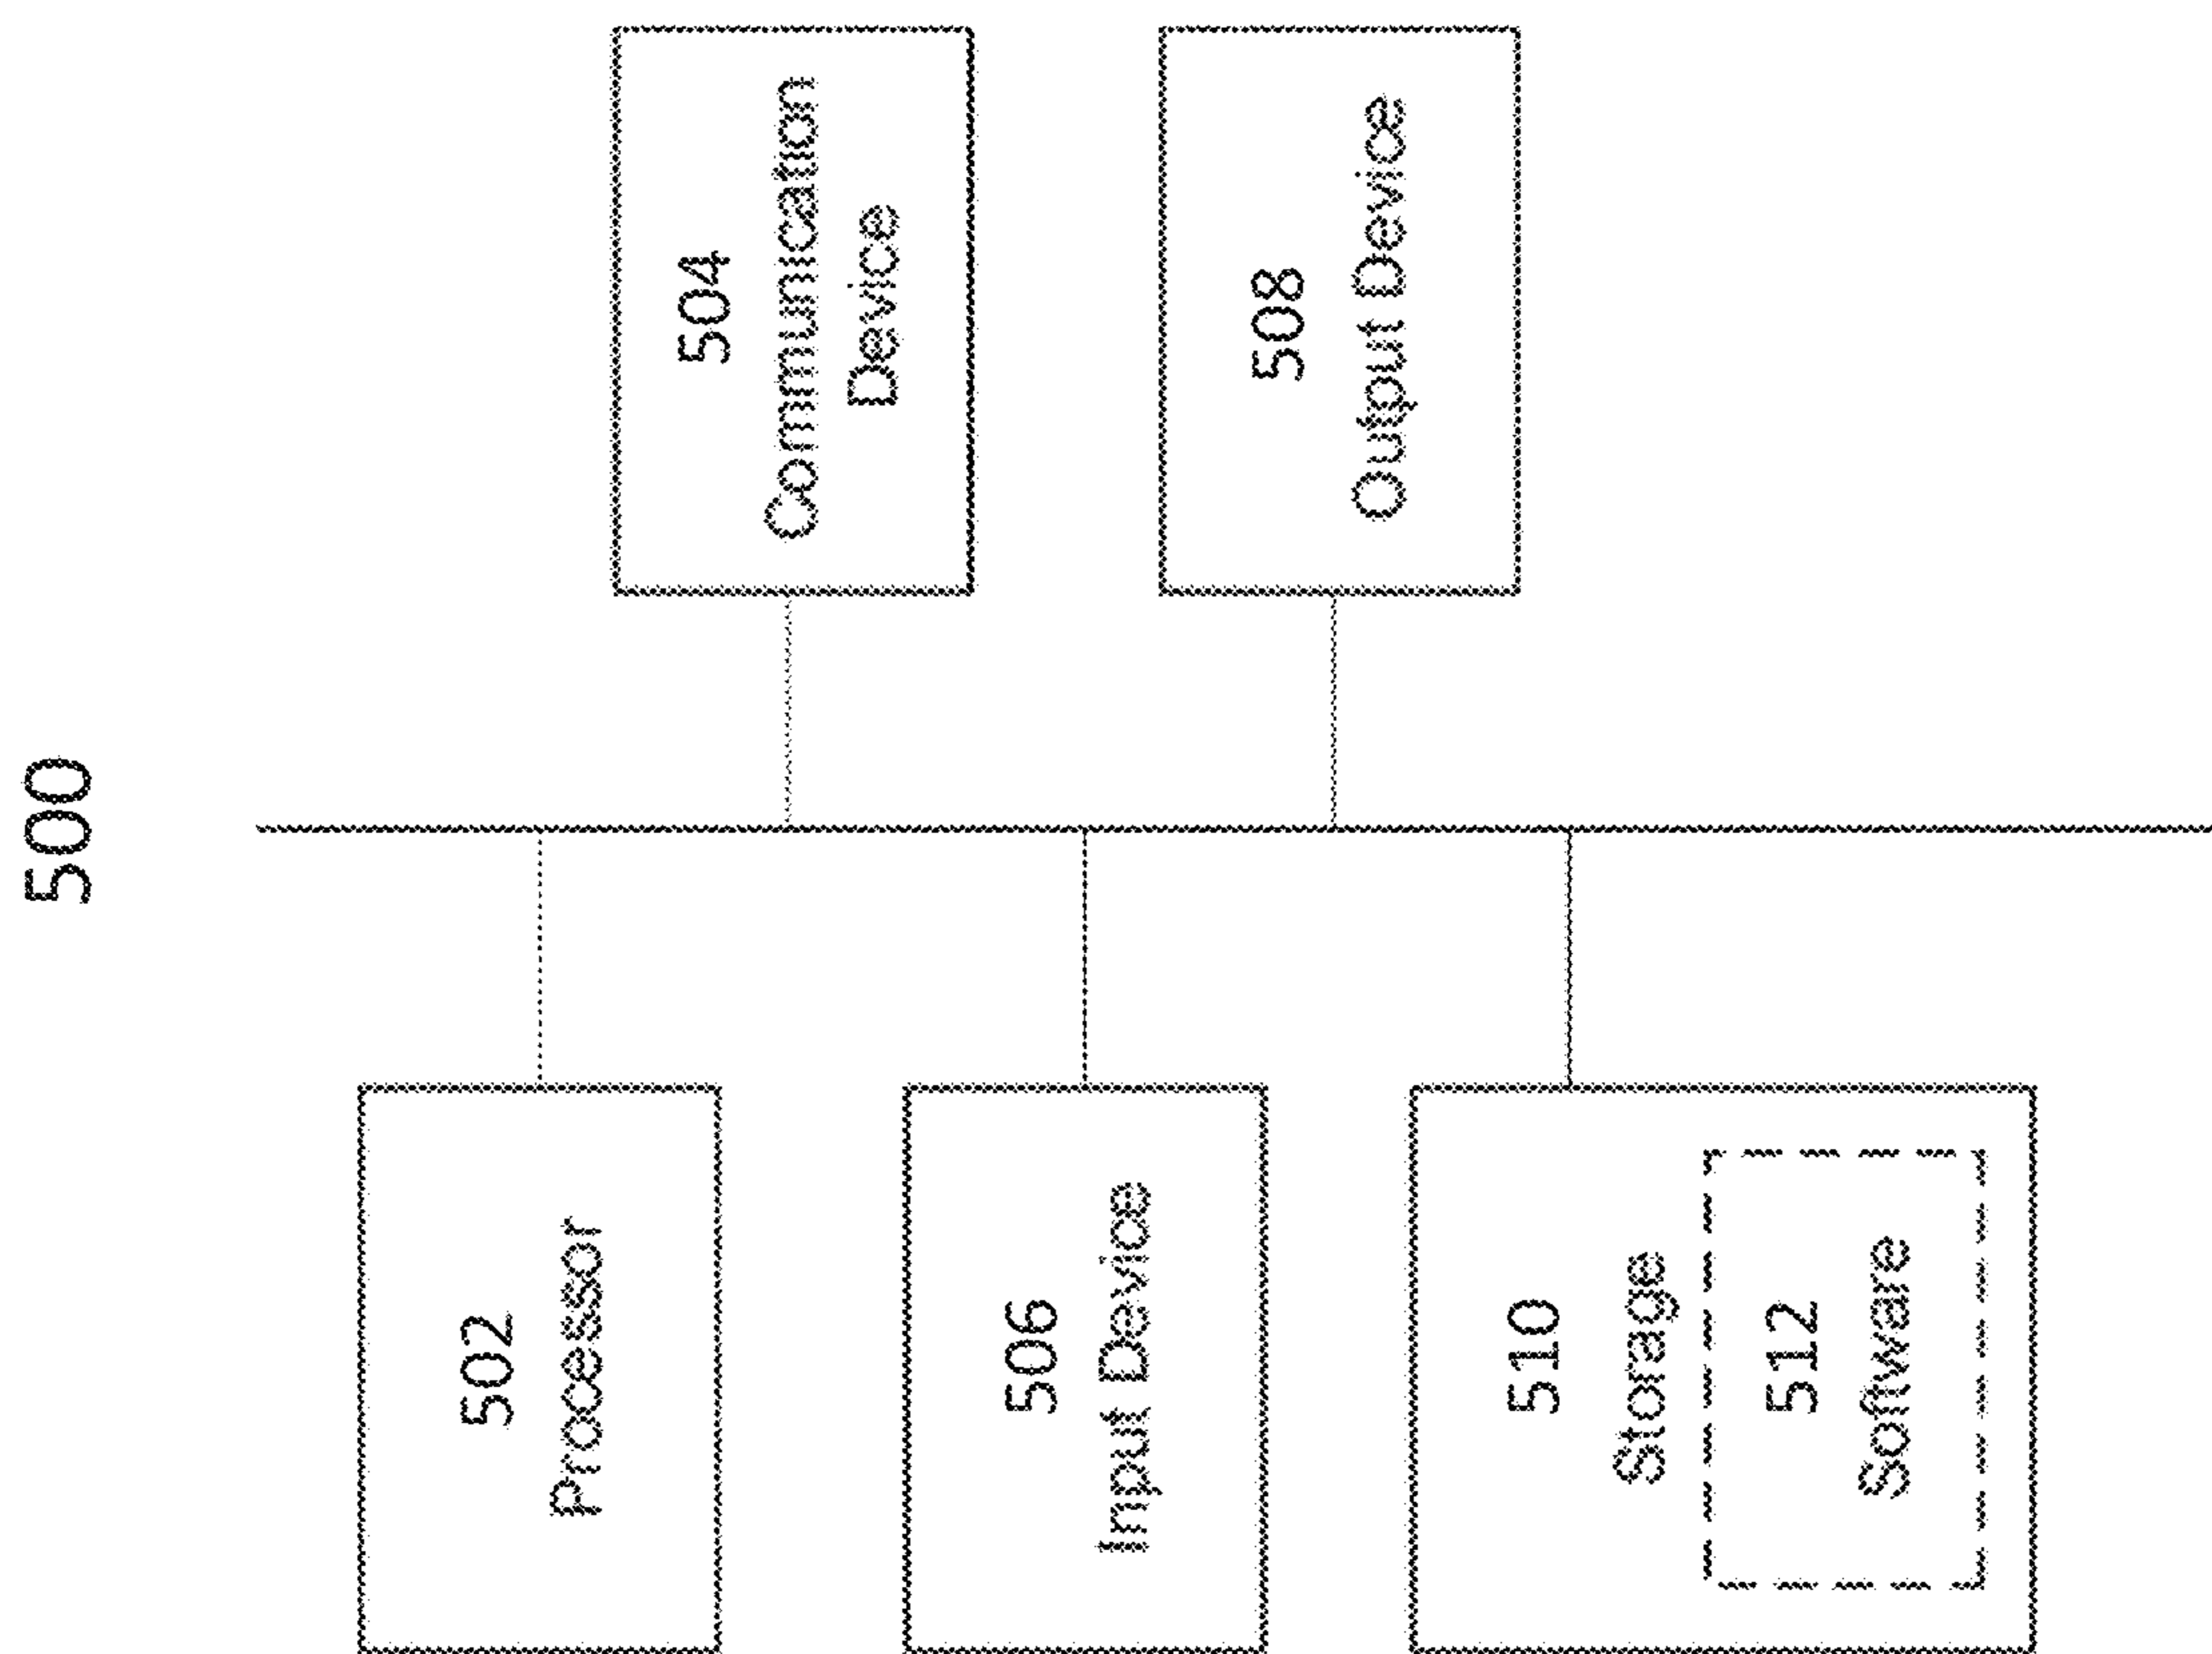 500
502
Processor
504
Communication
Device
506
Input Device
508
Output Device
510
Storage
512
Software